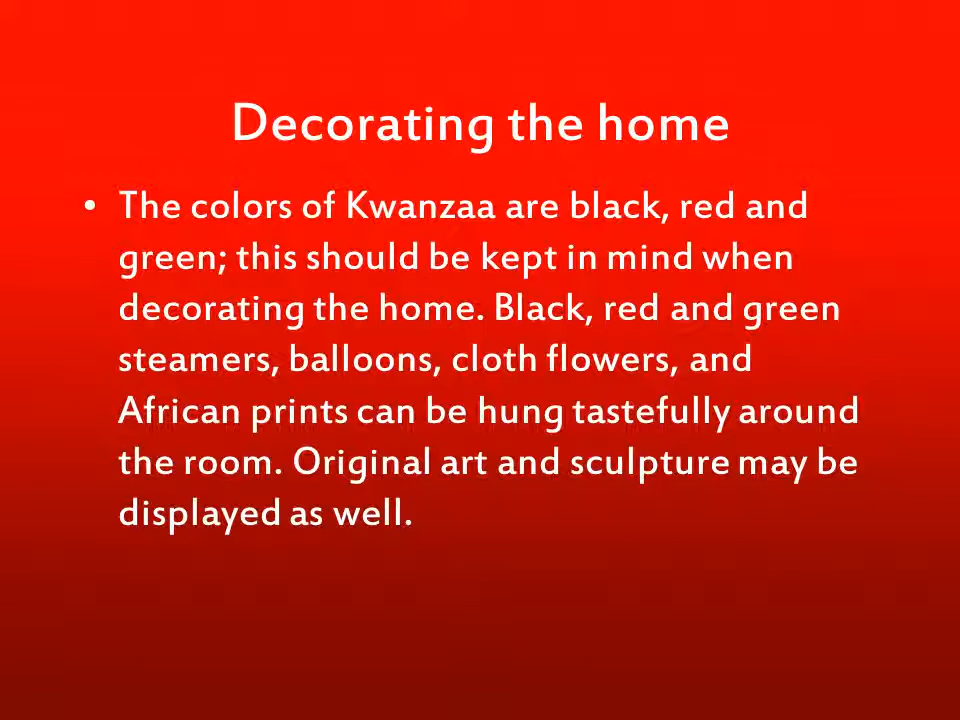 Decorating the home
• The colors of Kwanzaa are black, red and
green; this should be kept in mind when
decorating the home. Black, red and green
steamers, balloons, cloth flowers, and
African prints can be hung tastefully around
the room. Original art and sculpture may be
displayed as well.